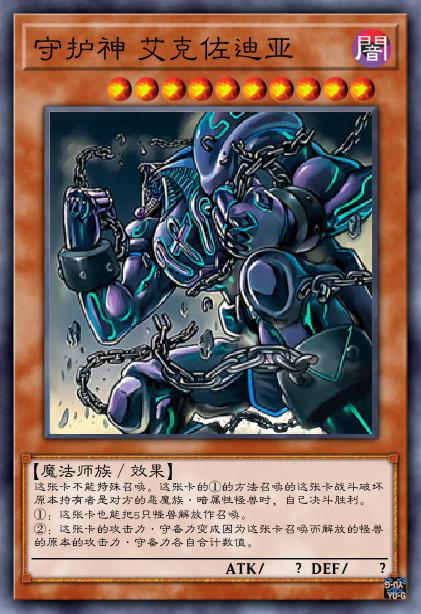 守护神 艾克佐迪亚
闇
【魔法师族／效果】
这张卡不能特殊召唤。这张卡的①的方法召唤的这张卡战斗破坏
原本持有者是对方的恶魔族·暗属性怪兽时，自己决斗胜利。
①：这张卡也能把5只怪兽解放作召唤。
②：这张卡的攻击力·守备力变成因为这张卡召唤而解放的怪兽
的原本的攻击力·守备力各自合计数值。
ATK/ ? DEF/ ?